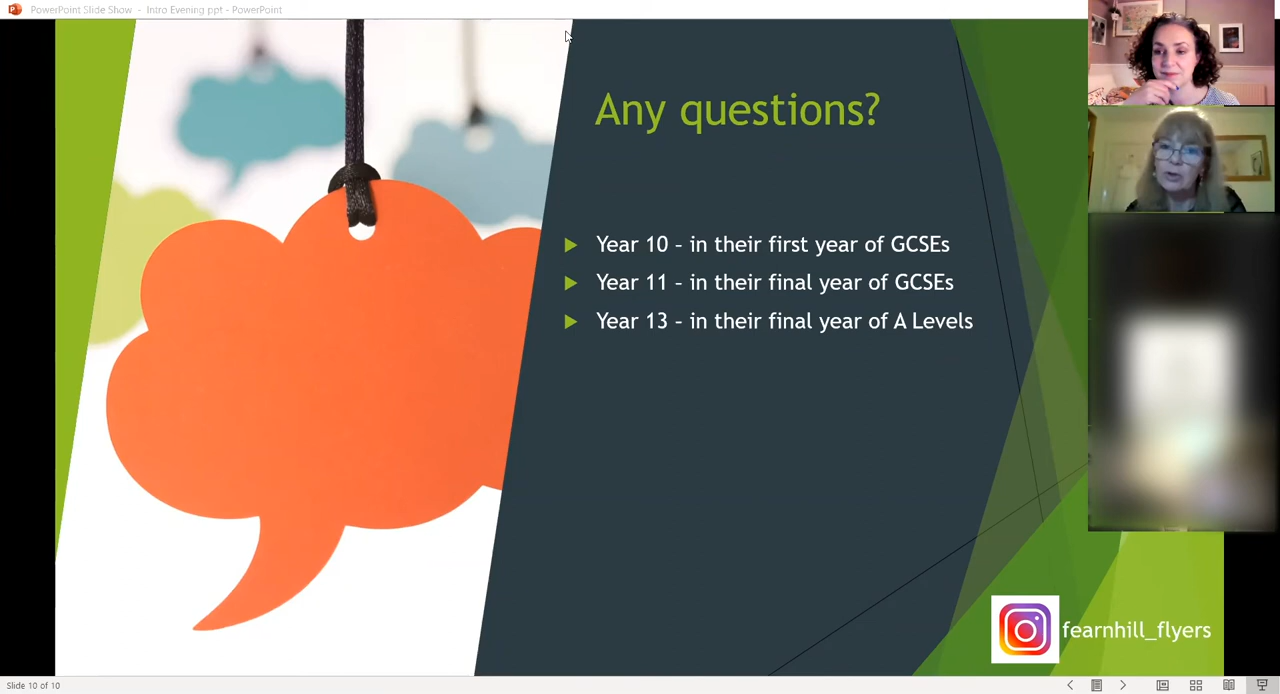 PowerPoint Slide Show - Intro Evening ppt - PowerPoint
Any questions?
Year 10 – in their first year of GCSEs
Year 11 – in their final year of GCSEs
Year 13 – in their final year of A Levels
fearnhill_flyers
Slide 10 of 10